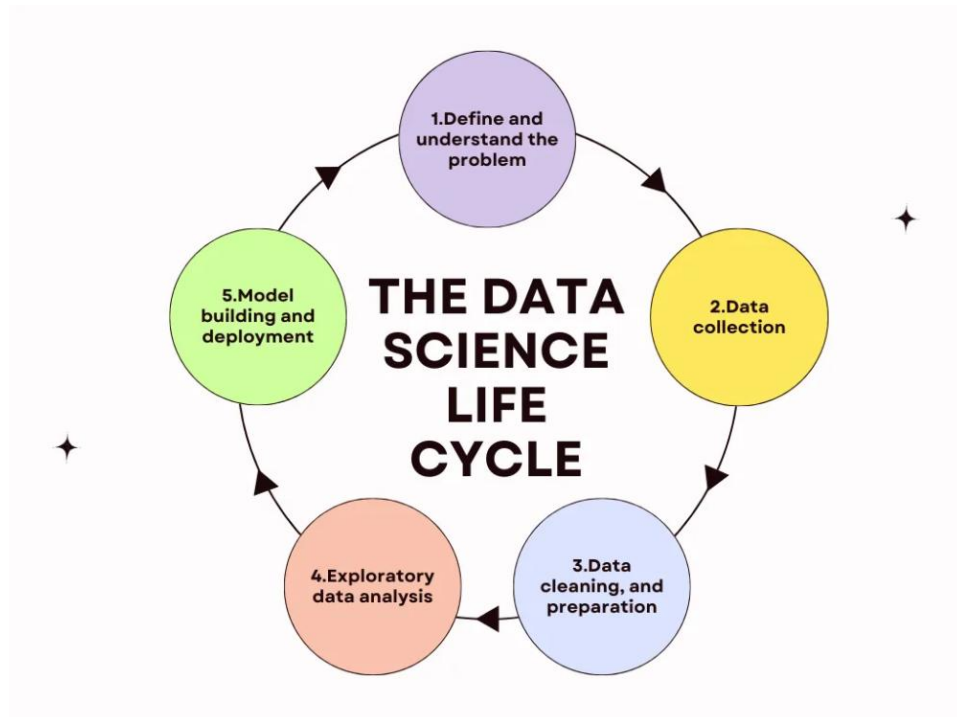 1.Define and
understand the
problem
2.Data
collection
3.Data
cleaning, and
preparation
4.Exploratory
data analysis
5.Model
building and
deployment
THE DATA
SCIENCE
LIFE
CYCLE